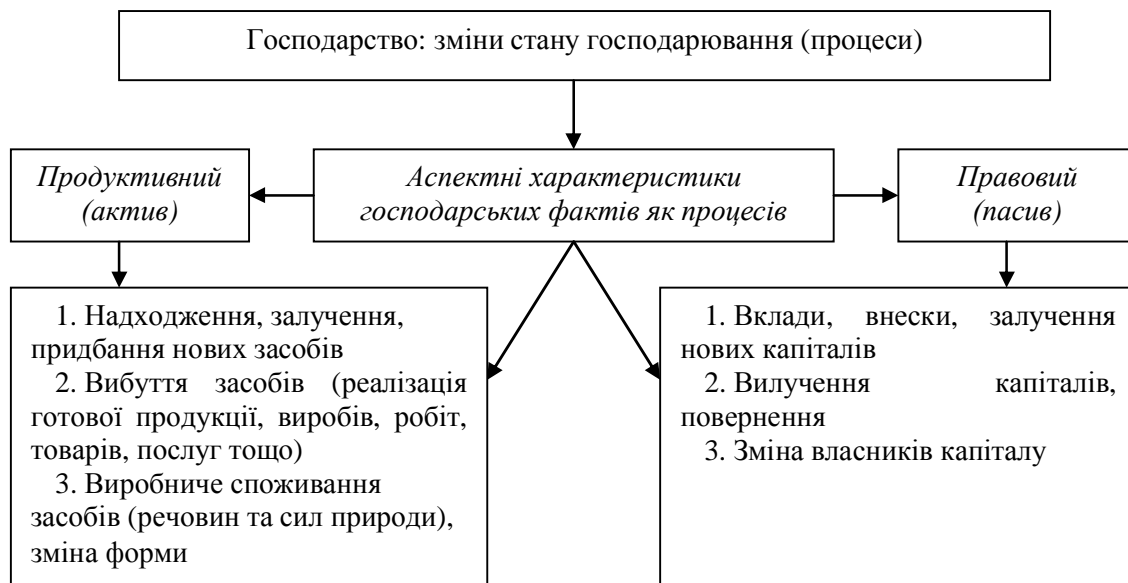 Господарство: зміни стану господарювання (процеси)
Продуктивний
(актив)
Аспектні характеристики
господарських фактів як процесів
Правовий
(пасив)
1. Надходження, залучення,
придбання нових засобів
2. Вибуття засобів (реалізація
готової продукції, виробів, робіт,
товарів, послуг тощо)
3. Виробниче споживання
засобів (речовин та сил природи),
зміна форми
1. Вклади, внески, залучення
нових капіталів
2. Вилучення капіталів,
повернення
3. Зміна власників капіталу